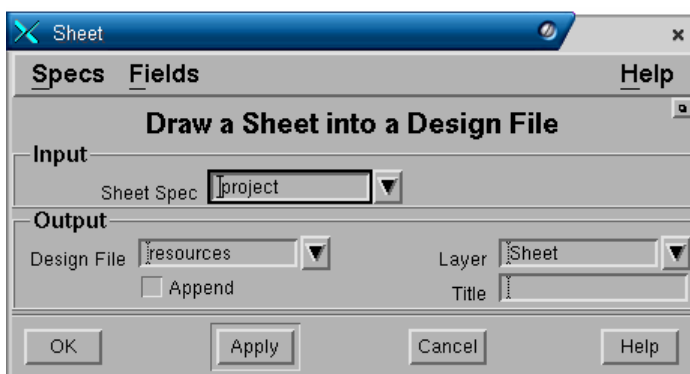 Sheet
Specs Fields Help
Draw a Sheet into a Design File
Input
Sheet Spec project
Output
Design File resources Layer Sheet
Append Title
OK Apply Cancel Help